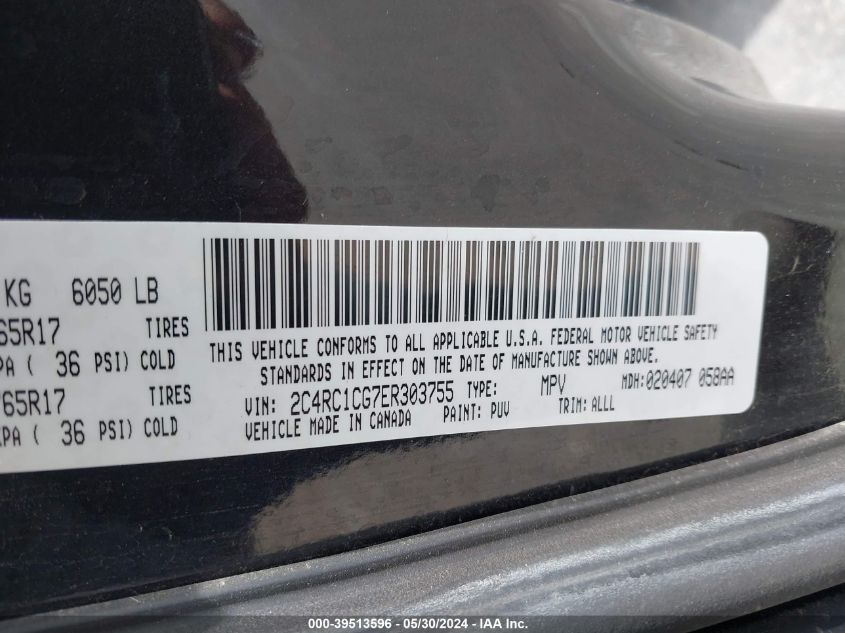 KG 6050 LB
65R17 TIRES
PA ( 36 PSI) COLD
65R17 TIRES
KPA ( 36 PSI) COLD
THIS VEHICLE CONFORMS TO ALL APPLICABLE U.S.A. FEDERAL MOTOR VEHICLE SAFETY
STANDARDS IN EFFECT ON THE DATE OF MANUFACTURE SHOWN ABOVE.
VIN: 2C4RC1CG7ER303755 TYPE: MPV MDH:020407 058AA
VEHICLE MADE IN CANADA PAINT: PUV TRIM: ALLL
000-39513596 - 05/30/2024 - IAA Inc.